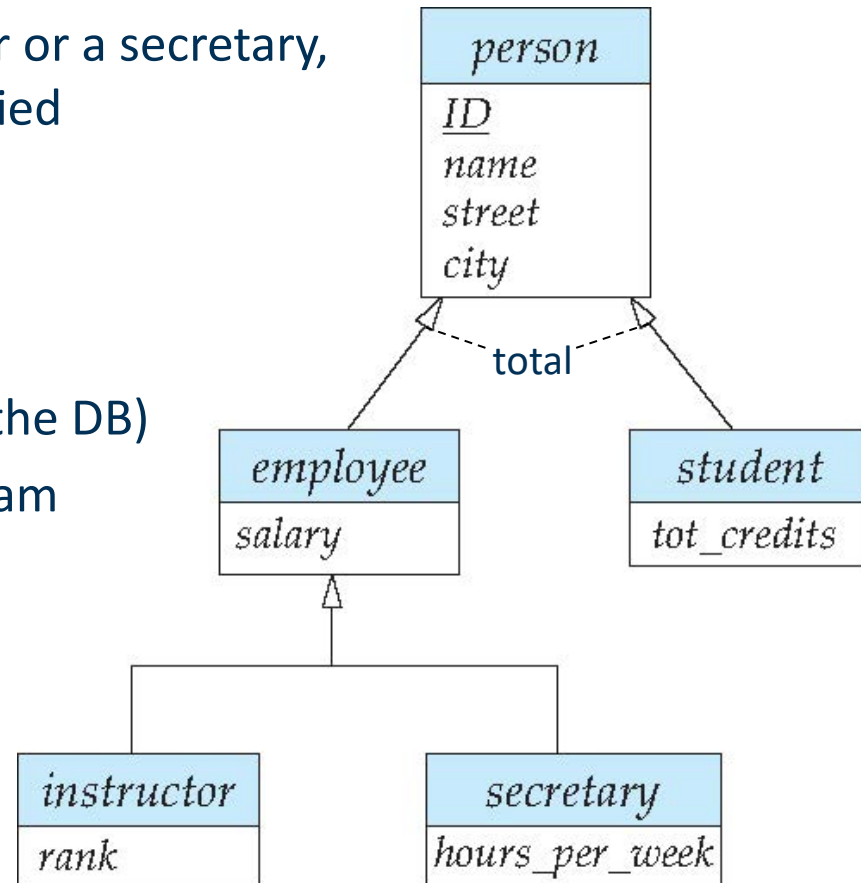 r or a secretary,
ied
the DB)
am
person
ID
name
street
city
total
employee
salary
student
tot_credits
instructor
rank
secretary
hours_per_week